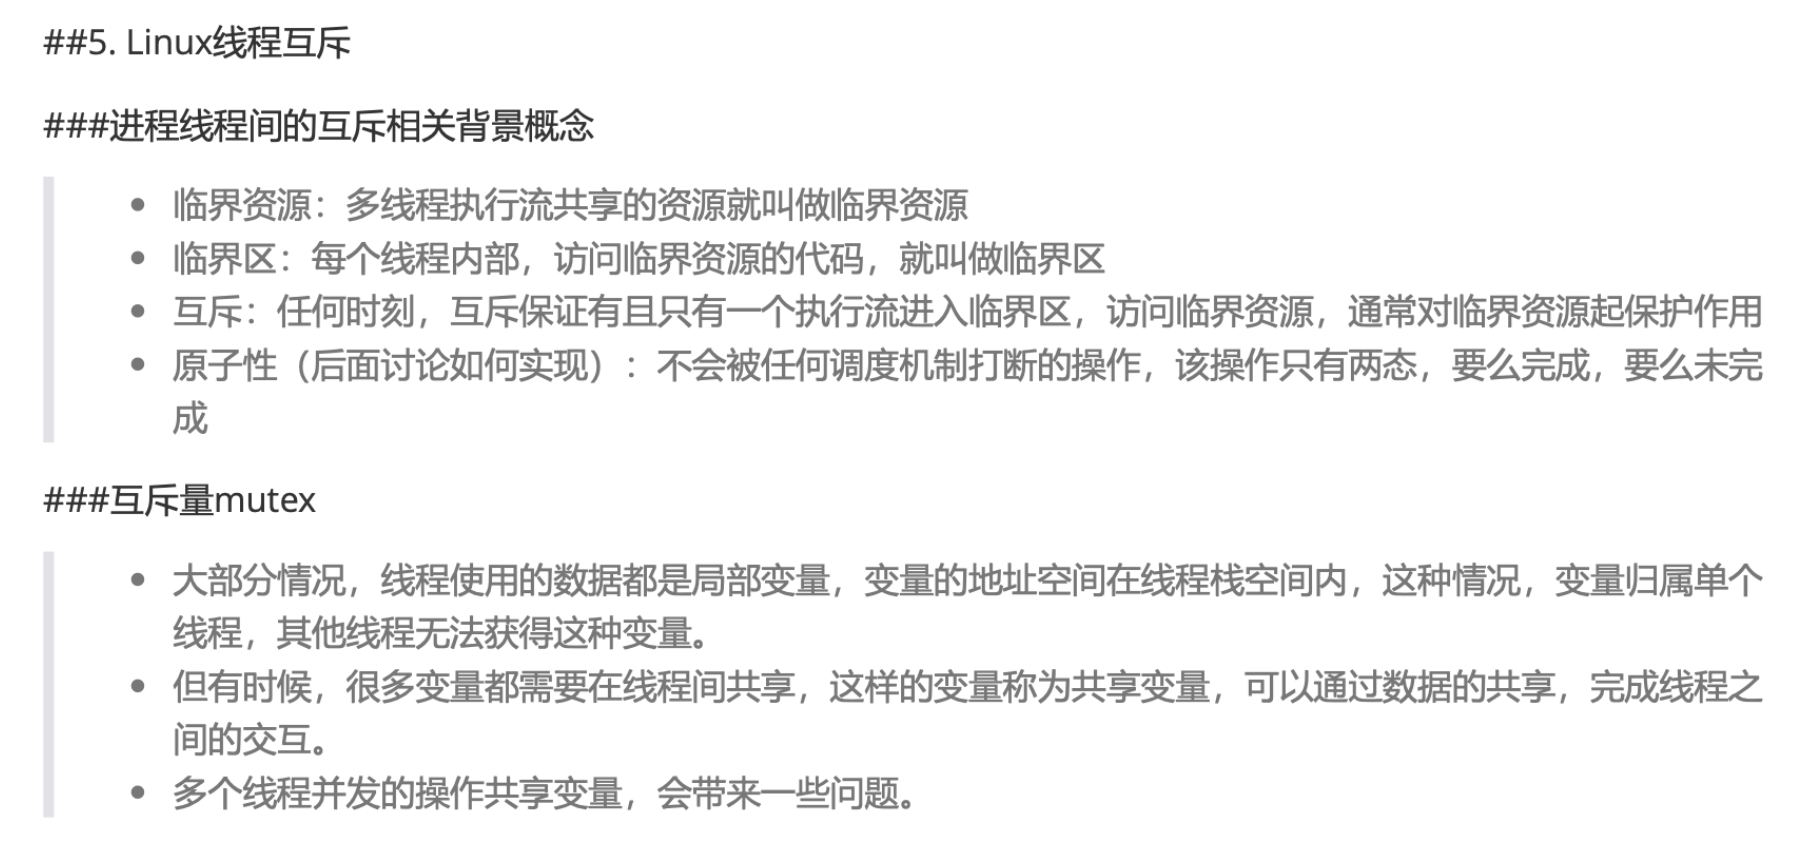 ##5. Linux线程互斥
###进程线程间的互斥相关背景概念
• 临界资源：多线程执行流共享的资源就叫做临界资源
• 临界区：每个线程内部，访问临界资源的代码，就叫做临界区
• 互斥：任何时刻，互斥保证有且只有一个执行流进入临界区，访问临界资源，通常对临界资源起保护作用
• 原子性（后面讨论如何实现）：不会被任何调度机制打断的操作，该操作只有两态，要么完成，要么未完
成
###互斥量mutex
• 大部分情况，线程使用的数据都是局部变量，变量的地址空间在线程栈空间内，这种情况，变量归属单个
线程，其他线程无法获得这种变量。
• 但有时候，很多变量都需要在线程间共享，这样的变量称为共享变量，可以通过数据的共享，完成线程之
间的交互。
• 多个线程并发的操作共享变量，会带来一些问题。